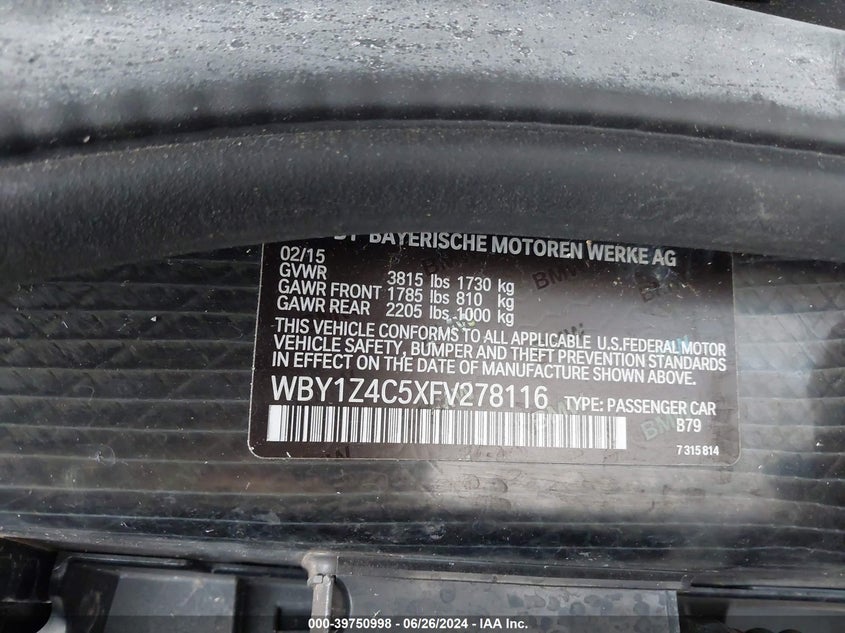 BAYERISCHE MOTOREN WERKE AG
02/15
GVWR 3815 lbs 1730 kg
GAWR FRONT 1785 lbs 810 kg
GAWR REAR 2205 lbs 1000 kg
THIS VEHICLE CONFORMS TO ALL APPLICABLE U.S.FEDERAL MOTOR
VEHICLE SAFETY, BUMPER AND THEFT PREVENTION STANDARDS
IN EFFECT ON THE DATE OF MANUFACTURE SHOWN ABOVE.
WBY1Z4C5XFV278116 TYPE: PASSENGER CAR
B79
7 315 814
000-39750998 / 06/26/2024 / © IAA Inc.